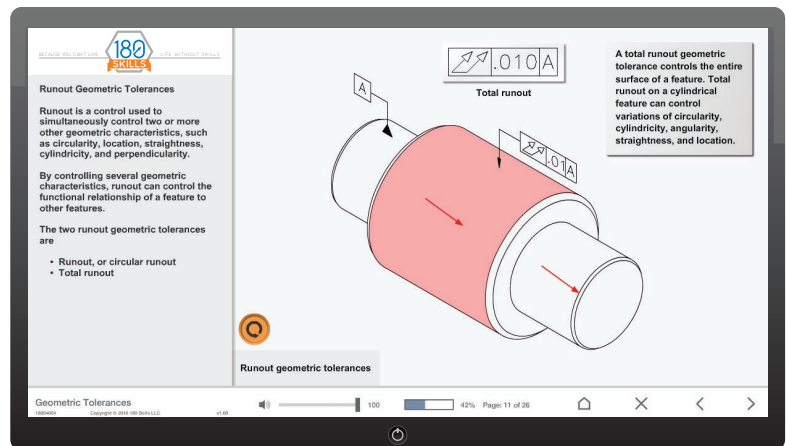 BECAUSE YOU CAN'T LIVE 180 SKILLS LIFE WITHOUT SKILLS
Runout Geometric Tolerances
Runout is a control used to
simultaneously control two or more
other geometric characteristics, such
as circularity, location, straightness,
cylindricity, and perpendicularity.
By controlling several geometric
characteristics, runout can control the
functional relationship of a feature to
other features.
The two runout geometric tolerances
are
• Runout, or circular runout
• Total runout
.010 A
Total runout
A total runout geometric
tolerance controls the entire
surface of a feature. Total
runout on a cylindrical
feature can control
variations of circularity,
cylindricity, angularity,
straightness, and location.
A
.01 A
Runout geometric tolerances
Geometric Tolerances
Copyright © 2016 180 Skills LLC
v1.00
100
42% Page: 11 of 26